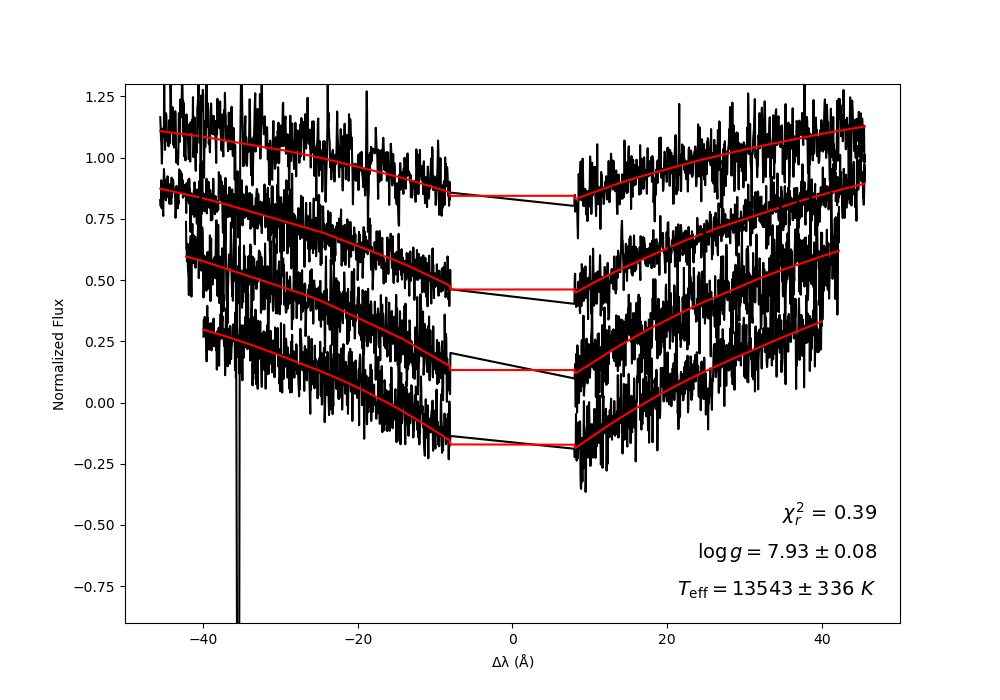 1.25
1.00
0.75
0.50
0.25
0.00
−0.25
−0.50
−0.75
Normalized Flux
χ²ᵣ = 0.39
log g = 7.93 ± 0.08
T_eff = 13543 ± 336 K
−40
−20
0
20
40
Δλ (Å)